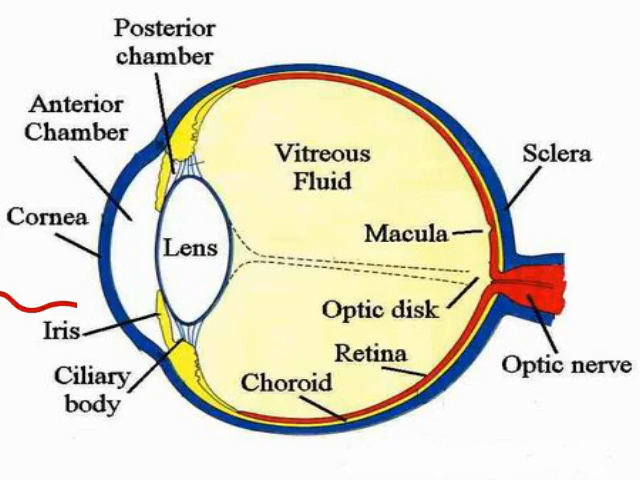 Posterior
chamber
Anterior
Chamber
Vitreous
Fluid
Sclera
Cornea
Macula
Lens
Optic disk
Iris
Retina
Optic nerve
Ciliary
body
Choroid